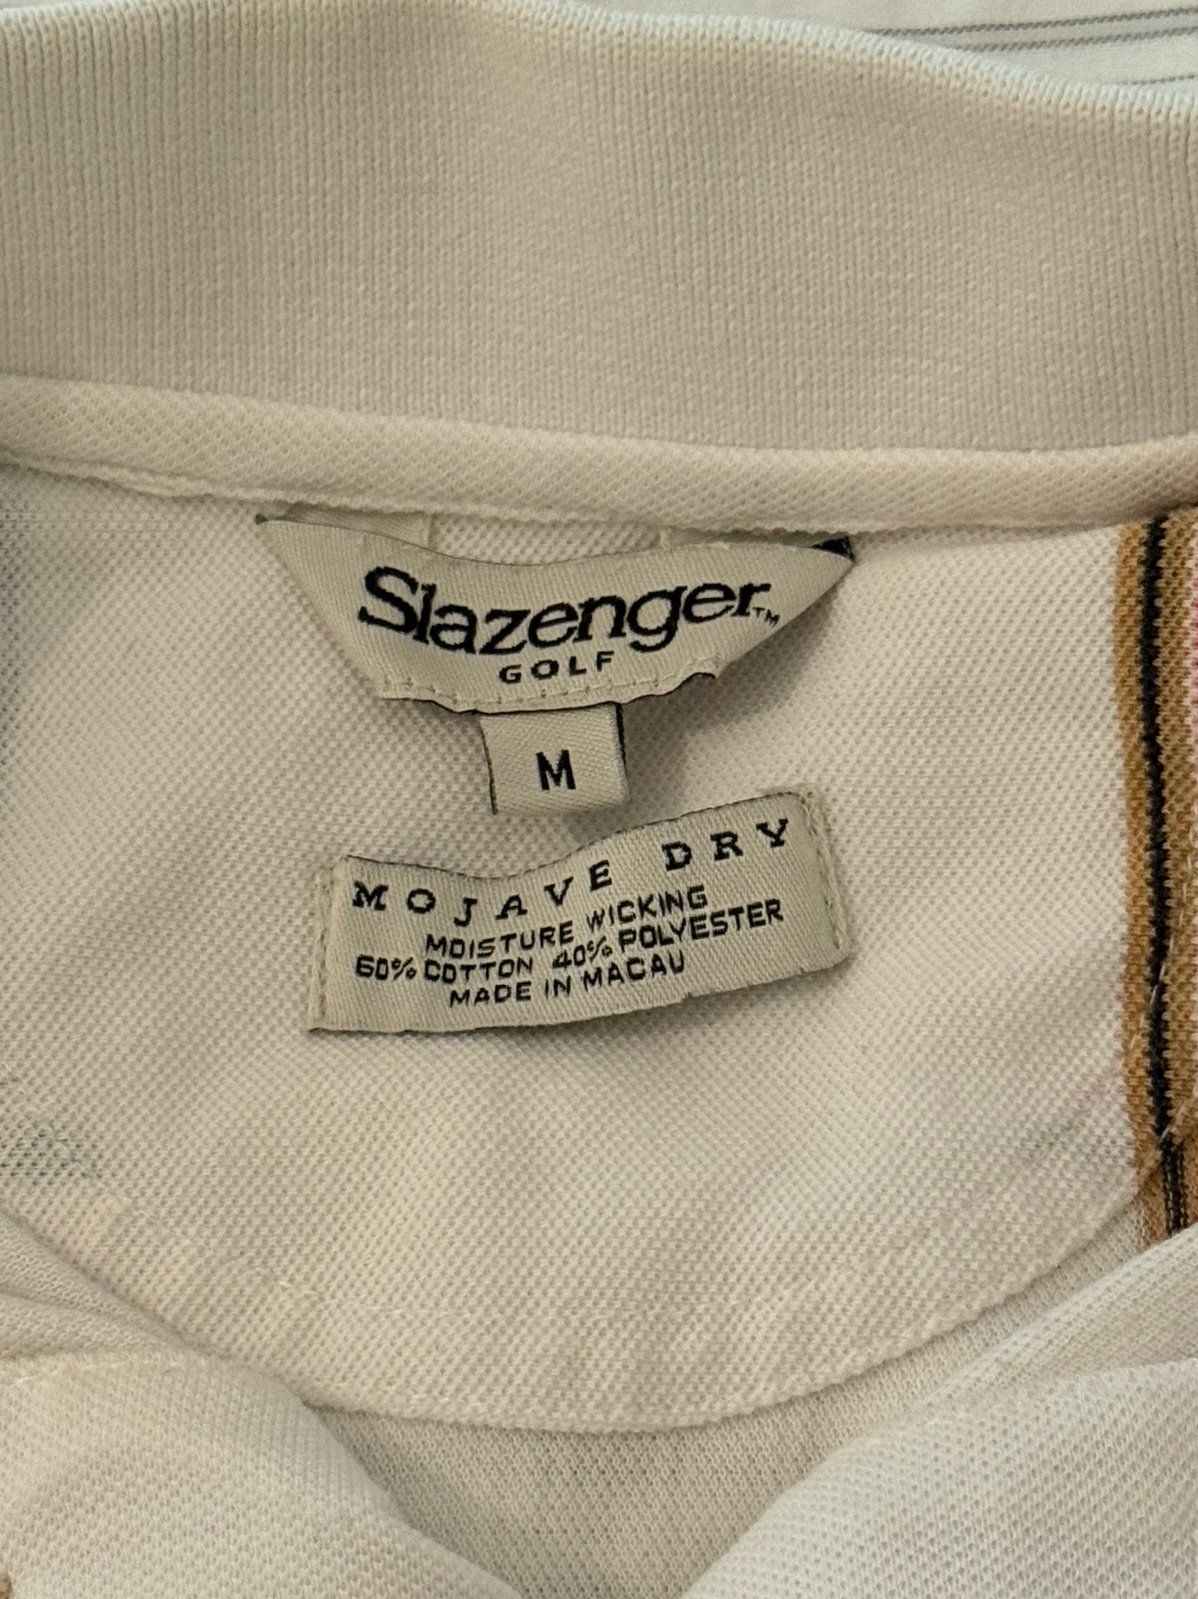 Slazenger™
GOLF
M
MOJAVE DRY
MOISTURE WICKING
60% COTTON 40% POLYESTER
MADE IN MACAU